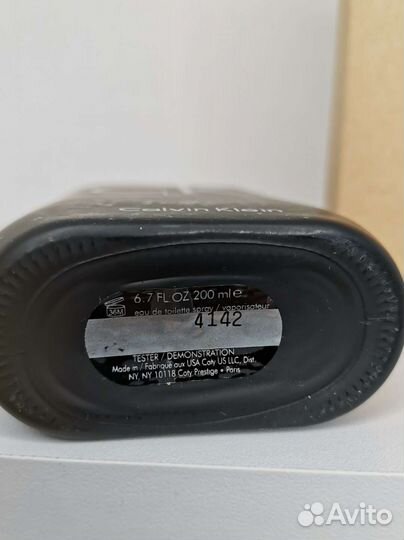 Calvin Klein
6.7 FL OZ 200 ml e
36M
eau de toilette spray / vaporisateur
4142
TESTER / DEMONSTRATION
Made in / Fabriqué aux USA Coty US LLC, Dist.
NY, NY 10118 Coty Prestige • Paris
Avito